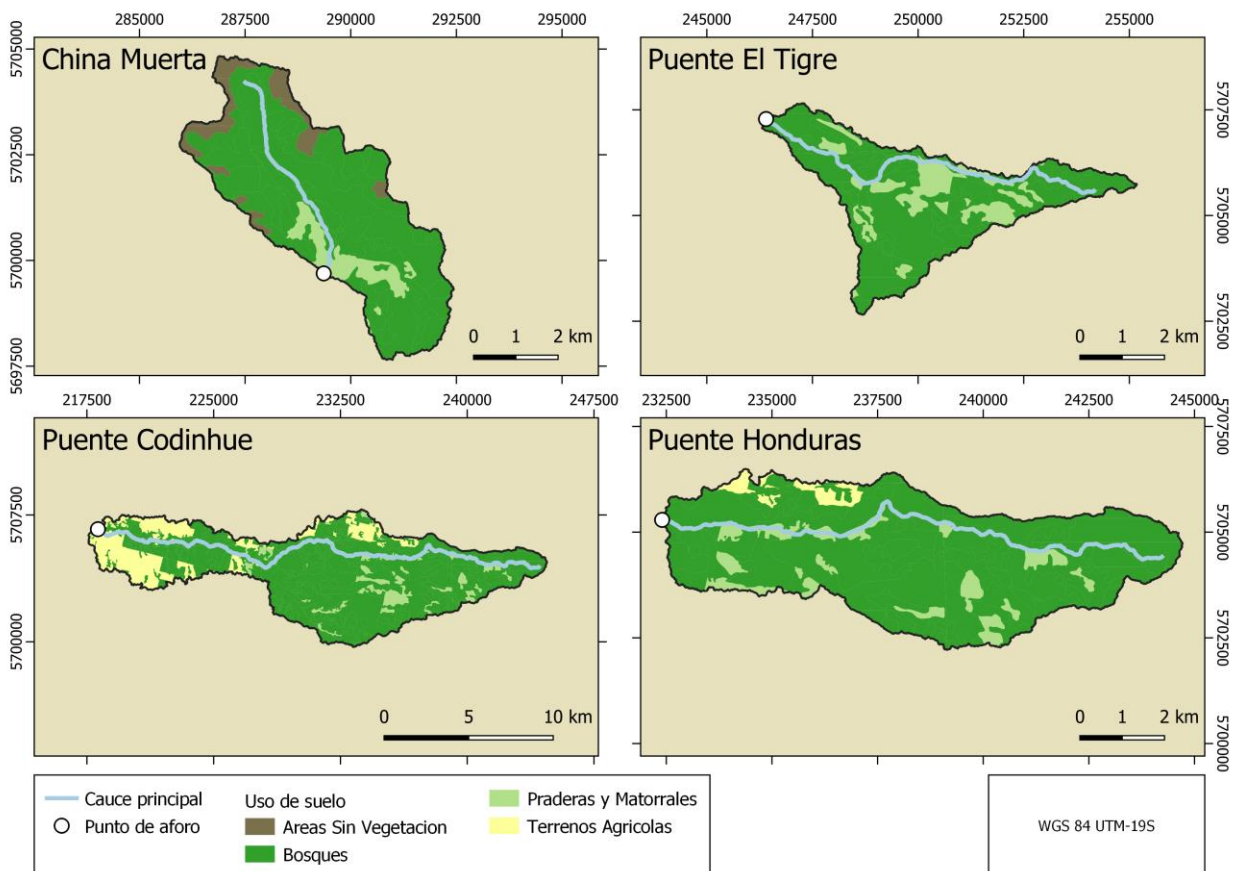 285000 287500 290000 292500 295000
245000 247500 250000 252500 255000
China Muerta
Puente El Tigre
5705000
5702500
5700000
5697500
5707500
5705000
5702500
0 1 2 km
0 1 2 km
217500 225000 232500 240000 247500
232500 235000 237500 240000 242500 245000
Puente Codinhue
Puente Honduras
5707500
5700000
5707500
5705000
5702500
5700000
0 5 10 km
0 1 2 km
Cauce principal
Punto de aforo
Uso de suelo
Areas Sin Vegetacion
Bosques
Praderas y Matorrales
Terrenos Agricolas
WGS 84 UTM-19S